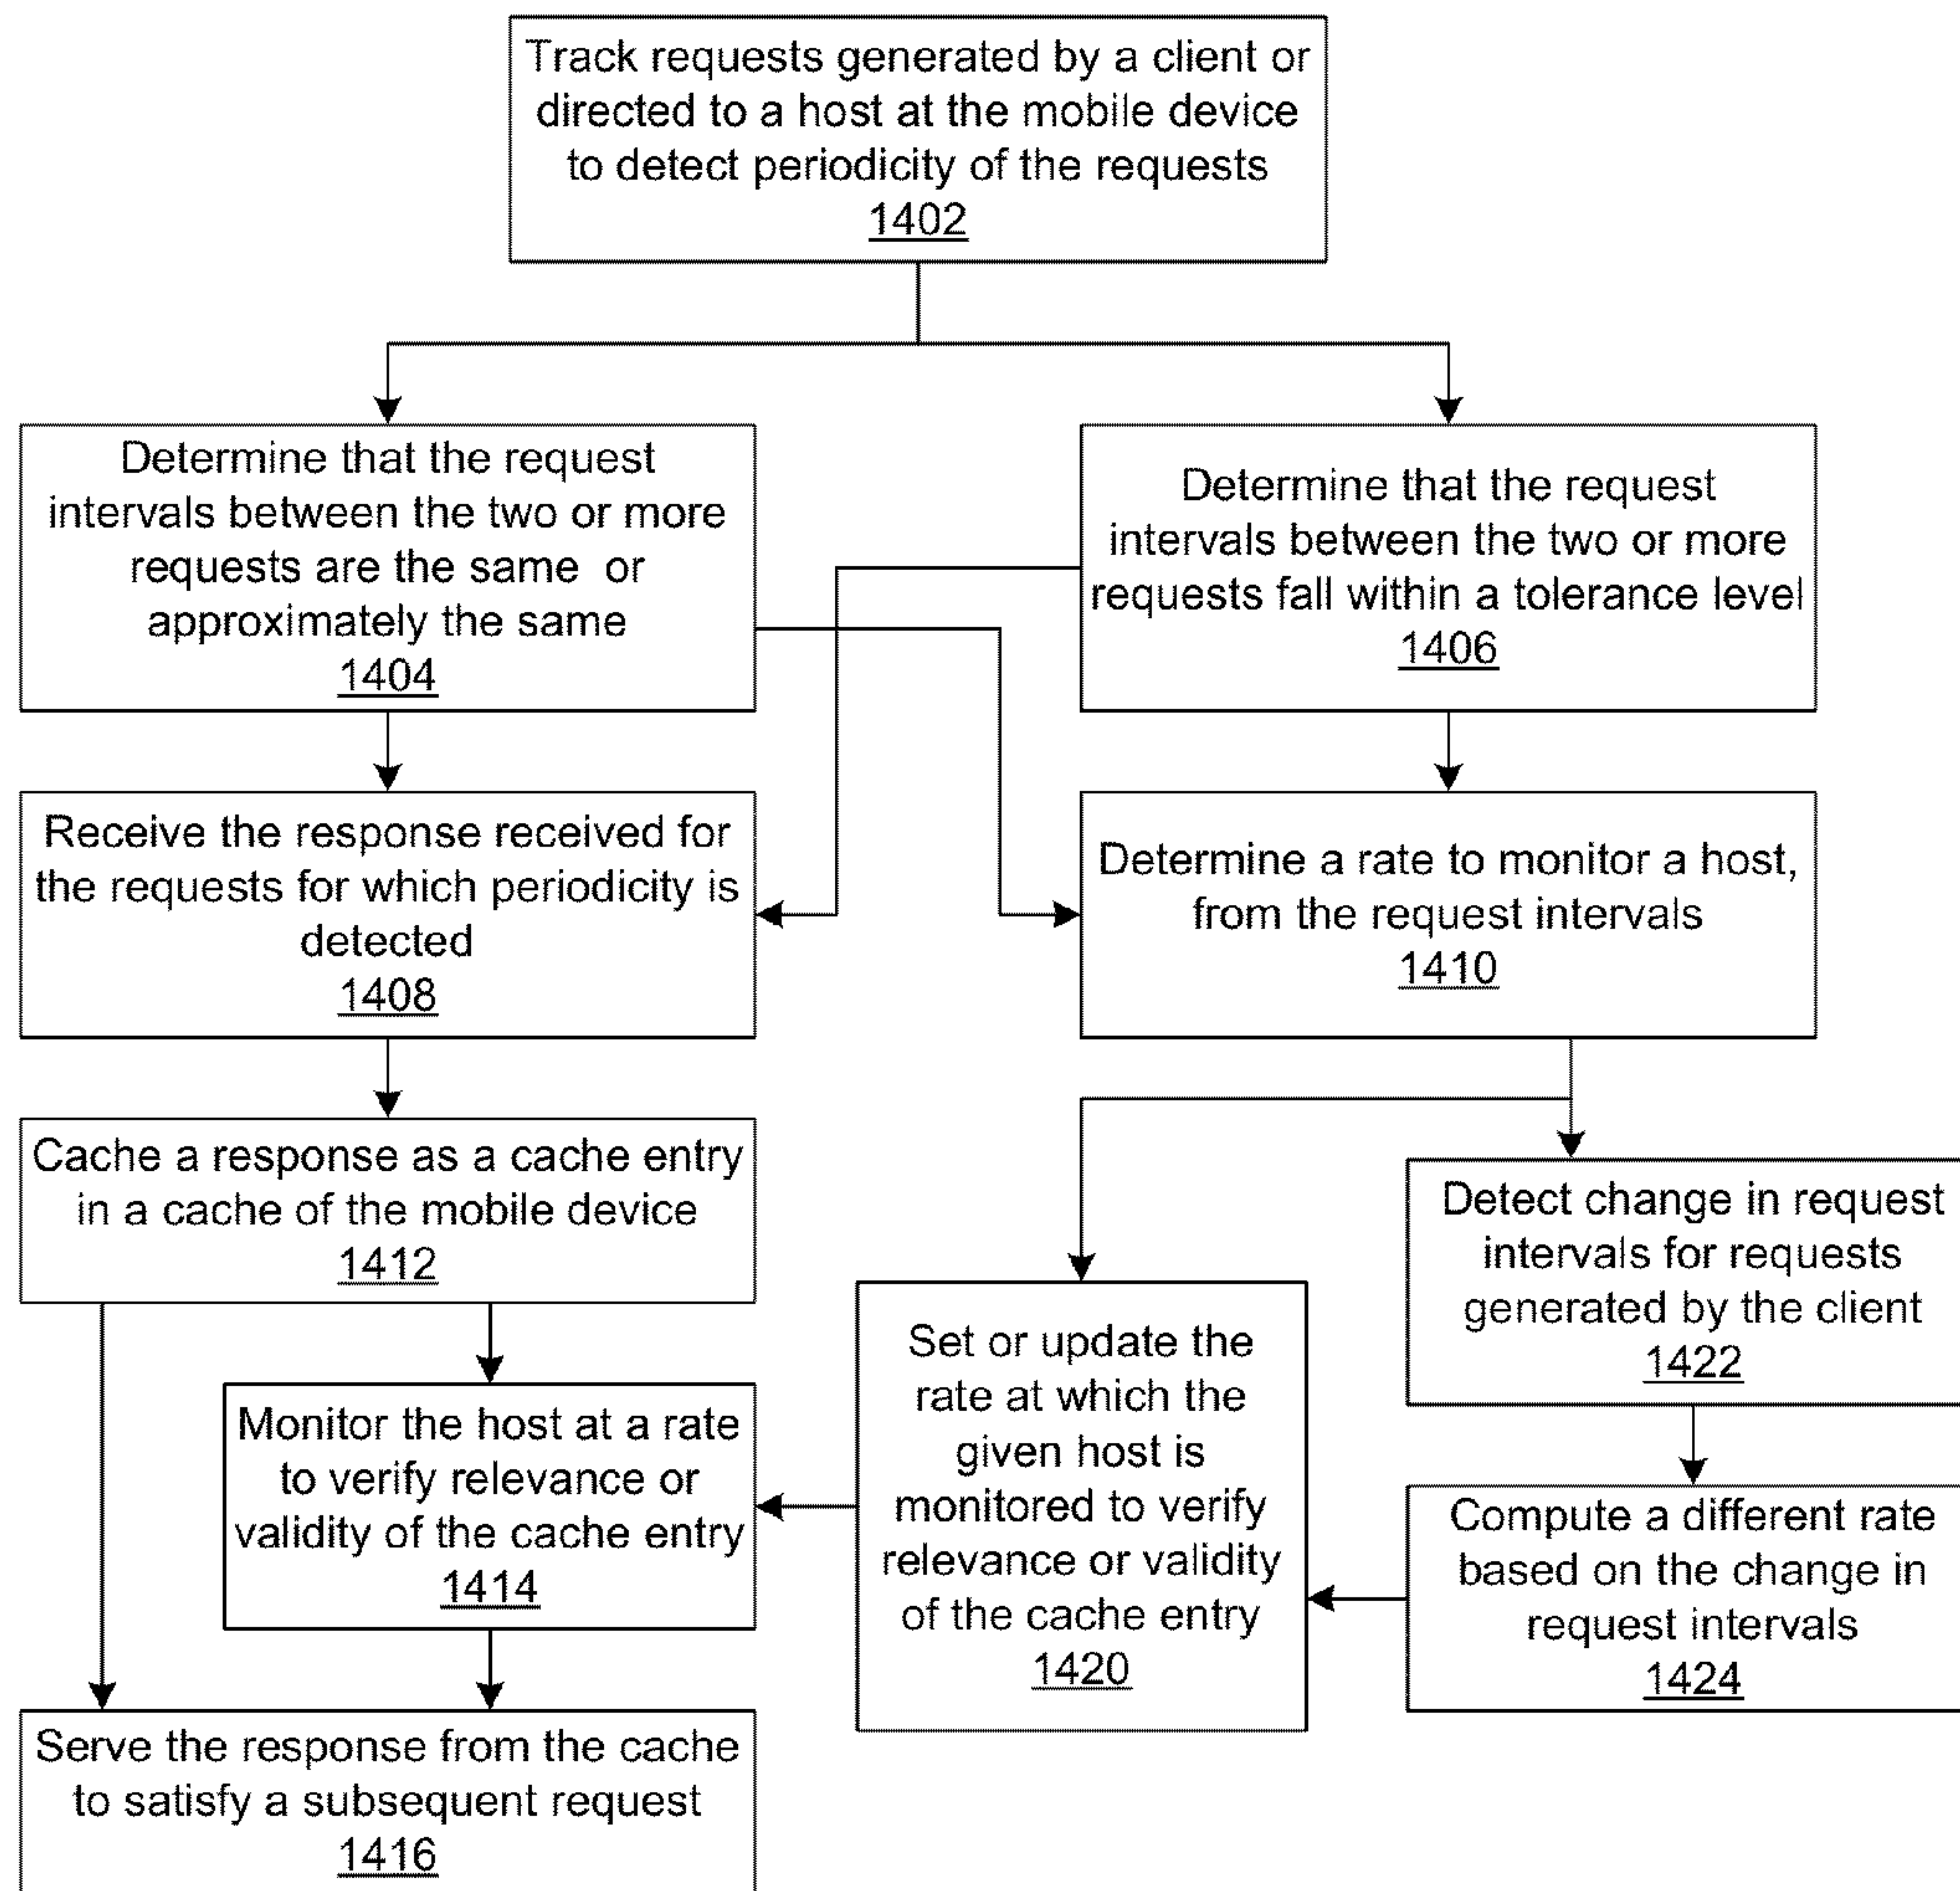 Track requests generated by a client or
directed to a host at the mobile device
to detect periodicity of the requests
1402
Determine that the request
intervals between the two or more
requests are the same or
approximately the same
1404
Determine that the request
intervals between the two or more
requests fall within a tolerance level
1406
Receive the response received for
the requests for which periodicity is
detected
1408
Determine a rate to monitor a host,
from the request intervals
1410
Cache a response as a cache entry
in a cache of the mobile device
1412
Detect change in request
intervals for requests
generated by the client
1422
Set or update the
rate at which the
given host is
monitored to verify
relevance or validity
of the cache entry
1420
Monitor the host at a rate
to verify relevance or
validity of the cache entry
1414
Compute a different rate
based on the change in
request intervals
1424
Serve the response from the cache
to satisfy a subsequent request
1416